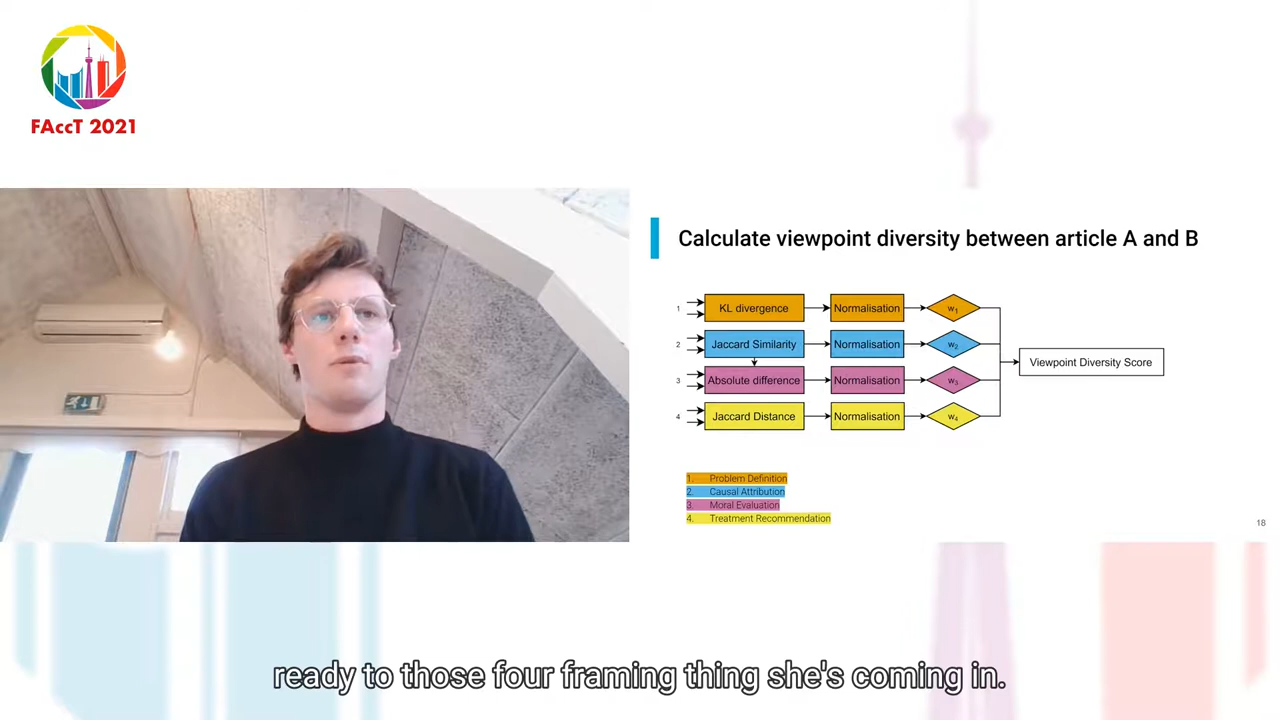 FAccT 2021
Calculate viewpoint diversity between article A and B
1 KL divergence Normalisation w1
2 Jaccard Similarity Normalisation w2
3 Absolute difference Normalisation w3
4 Jaccard Distance Normalisation w4
Viewpoint Diversity Score
1. Problem Definition
2. Causal Attribution
3. Moral Evaluation
4. Treatment Recommendation
18
ready to those four framing thing she's coming in.